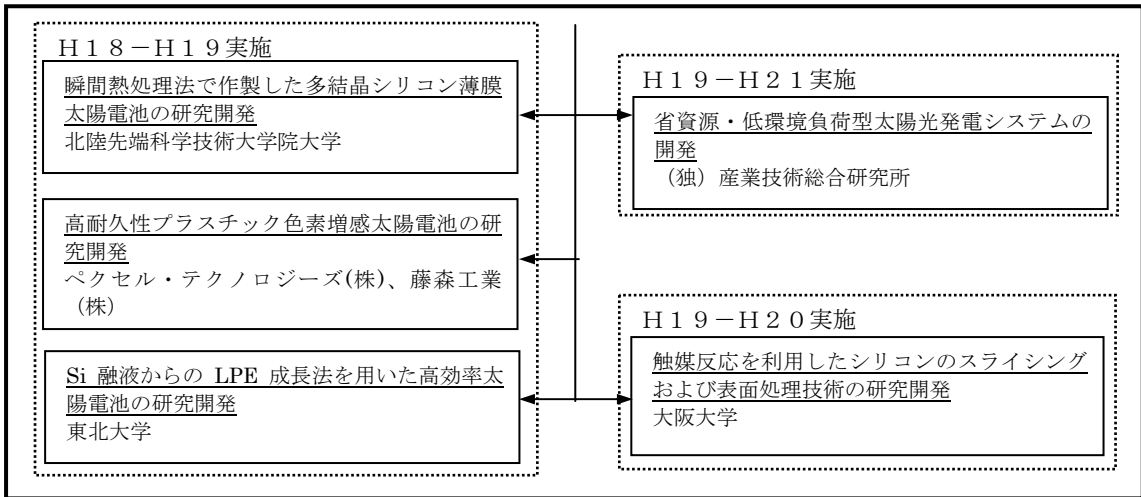 Ｈ１８－Ｈ１９実施
瞬間熱処理法で作製した多結晶シリコン薄膜
太陽電池の研究開発
北陸先端科学技術大学院大学
高耐久性プラスチック色素増感太陽電池の研
究開発
ペクセル・テクノロジーズ(株)、藤森工業
（株）
Si 融液からの LPE 成長法を用いた高効率太
陽電池の研究開発
東北大学
Ｈ１９－Ｈ２１実施
省資源・低環境負荷型太陽光発電システムの
開発
（独）産業技術総合研究所
Ｈ１９－Ｈ２０実施
触媒反応を利用したシリコンのスライシング
および表面処理技術の研究開発
大阪大学